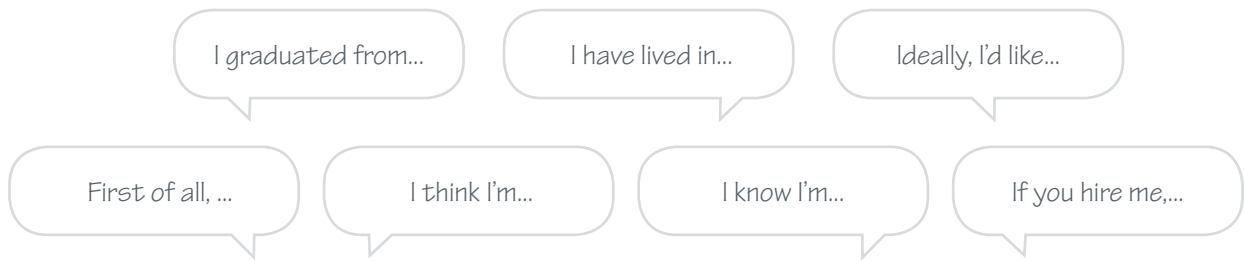 I graduated from...
I have lived in...
Ideally, I'd like...
First of all, ...
I think I'm...
I know I'm...
If you hire me,...